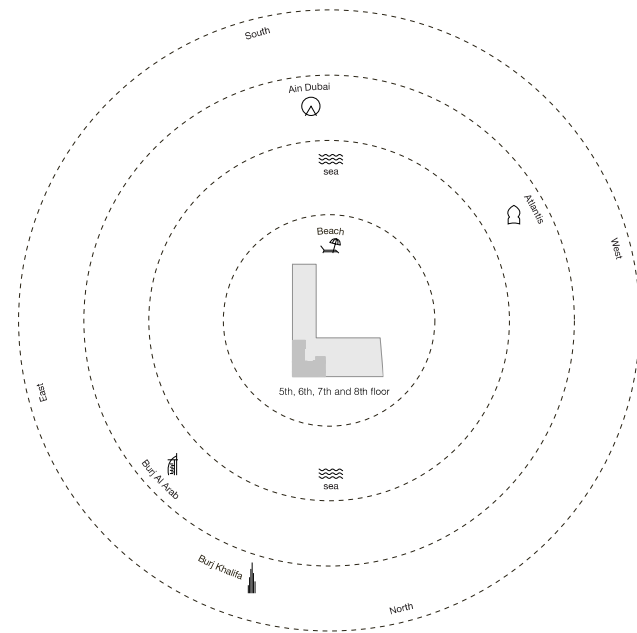 South
Ain Dubai
sea
Atlantis
Beach
West
5th, 6th, 7th and 8th floor
East
Burj Al Arab
sea
Burj Khalifa
North